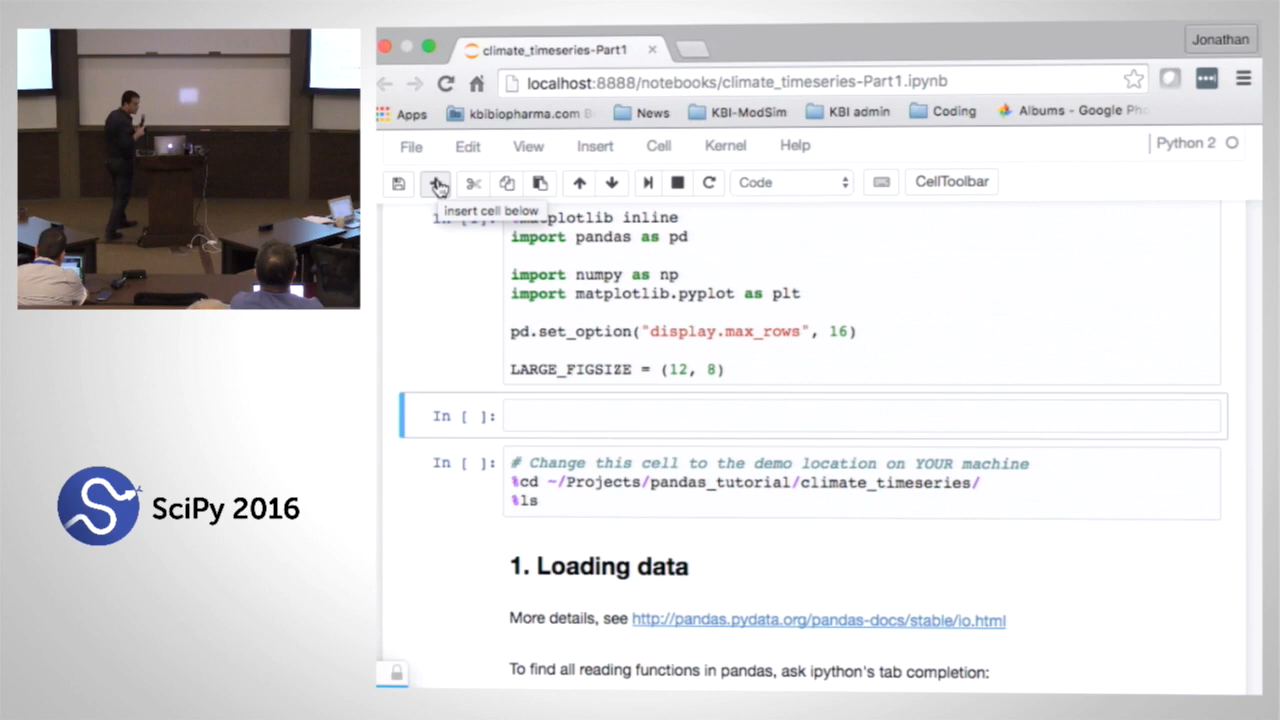 climate_timeseries-Part1
Jonathan
localhost:8888/notebooks/climate_timeseries-Part1.ipynb
Apps kbibiopharma.com News KBI-ModSim KBI admin Coding Albums - Google
File Edit View Insert Cell Kernel Help Python 2
Code CellToolbar
insert cell below
matplotlib inline
import pandas as pd
import numpy as np
import matplotlib.pyplot as plt
pd.set_option("display.max_rows", 16)
LARGE_FIGSIZE = (12, 8)
In [ ]:
In [ ]: # Change this cell to the demo location on YOUR machine
%cd ~/Projects/pandas_tutorial/climate_timeseries/
%ls
1. Loading data
More details, see http://pandas.pydata.org/pandas-docs/stable/io.html
To find all reading functions in pandas, ask ipython's tab completion:
SciPy 2016